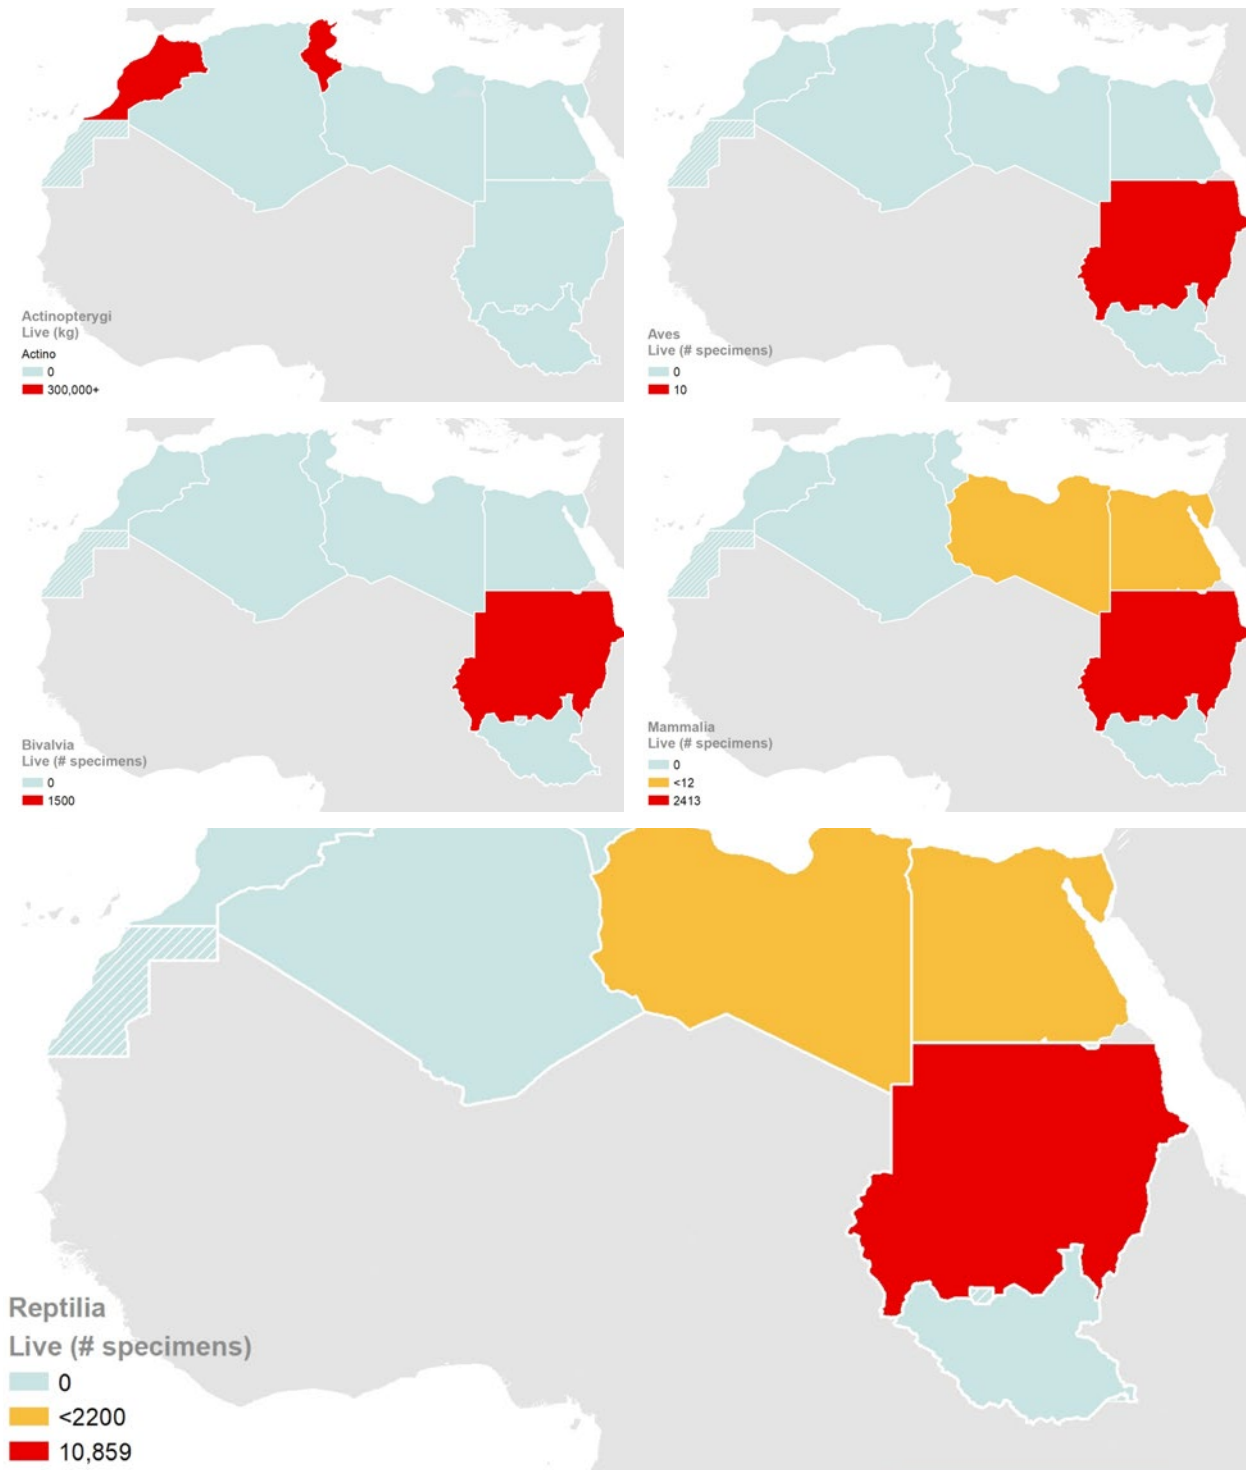 Actinopterygi
Live (kg)
Actino
0
300,000+
Aves
Live (# specimens)
0
10
Bivalvia
Live (# specimens)
0
1500
Mammalia
Live (# specimens)
0
<12
2413
Reptilia
Live (# specimens)
0
<2200
10,859